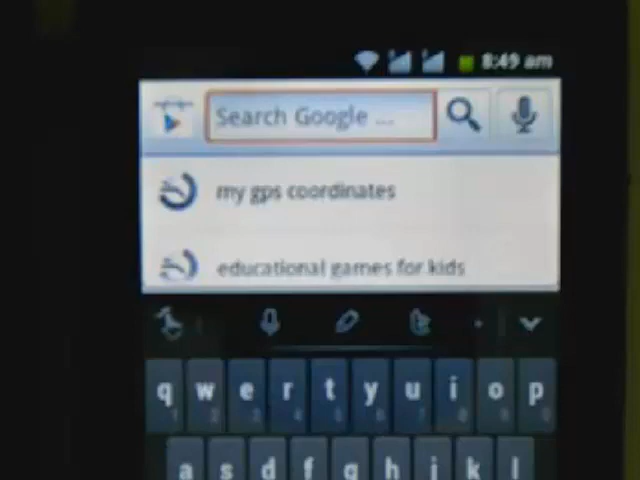 8:49 am
Search Google ...
my gps coordinates
educational games for kids
q w e r t y u i o p
a s d f g h j k l